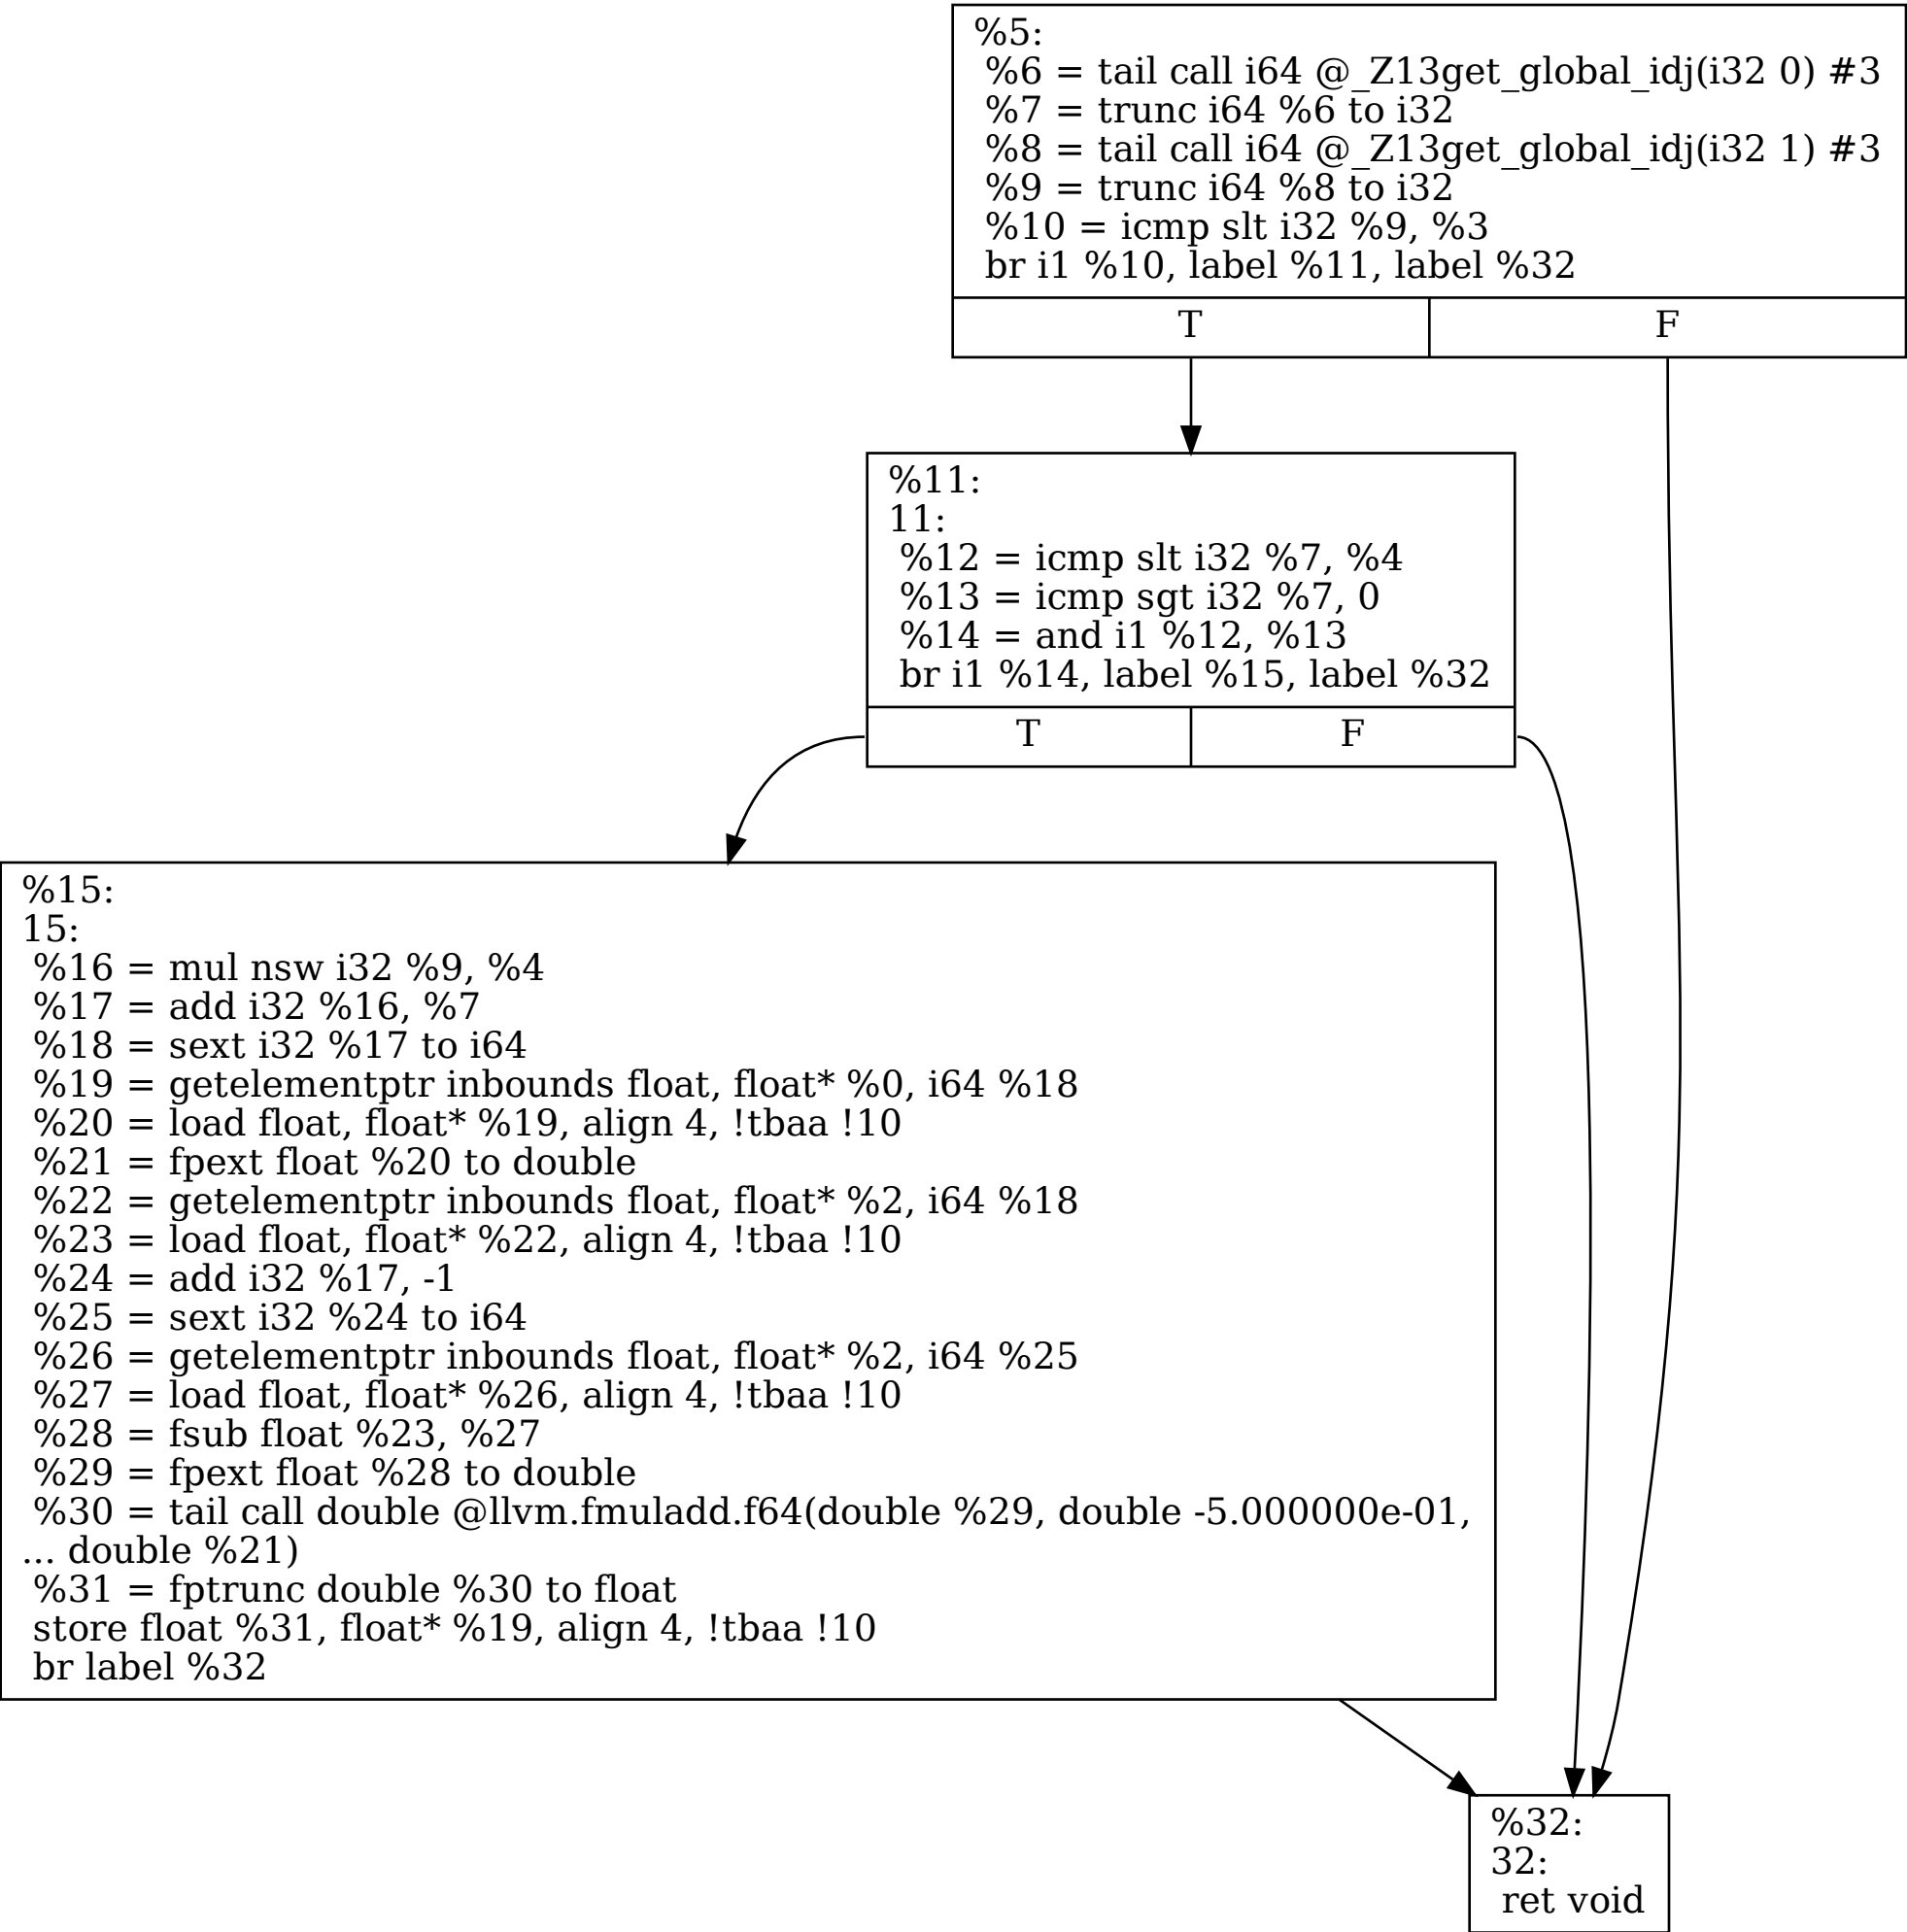 %5:
%6 = tail call i64 @_Z13get_global_idj(i32 0) #3
%7 = trunc i64 %6 to i32
%8 = tail call i64 @_Z13get_global_idj(i32 1) #3
%9 = trunc i64 %8 to i32
%10 = icmp slt i32 %9, %3
br i1 %10, label %11, label %32
T F
%11:
11:
%12 = icmp slt i32 %7, %4
%13 = icmp sgt i32 %7, 0
%14 = and i1 %12, %13
br i1 %14, label %15, label %32
T F
%15:
15:
%16 = mul nsw i32 %9, %4
%17 = add i32 %16, %7
%18 = sext i32 %17 to i64
%19 = getelementptr inbounds float, float* %0, i64 %18
%20 = load float, float* %19, align 4, !tbaa !10
%21 = fpext float %20 to double
%22 = getelementptr inbounds float, float* %2, i64 %18
%23 = load float, float* %22, align 4, !tbaa !10
%24 = add i32 %17, -1
%25 = sext i32 %24 to i64
%26 = getelementptr inbounds float, float* %2, i64 %25
%27 = load float, float* %26, align 4, !tbaa !10
%28 = fsub float %23, %27
%29 = fpext float %28 to double
%30 = tail call double @llvm.fmuladd.f64(double %29, double -5.000000e-01,
... double %21)
%31 = fptrunc double %30 to float
store float %31, float* %19, align 4, !tbaa !10
br label %32
%32:
32:
ret void